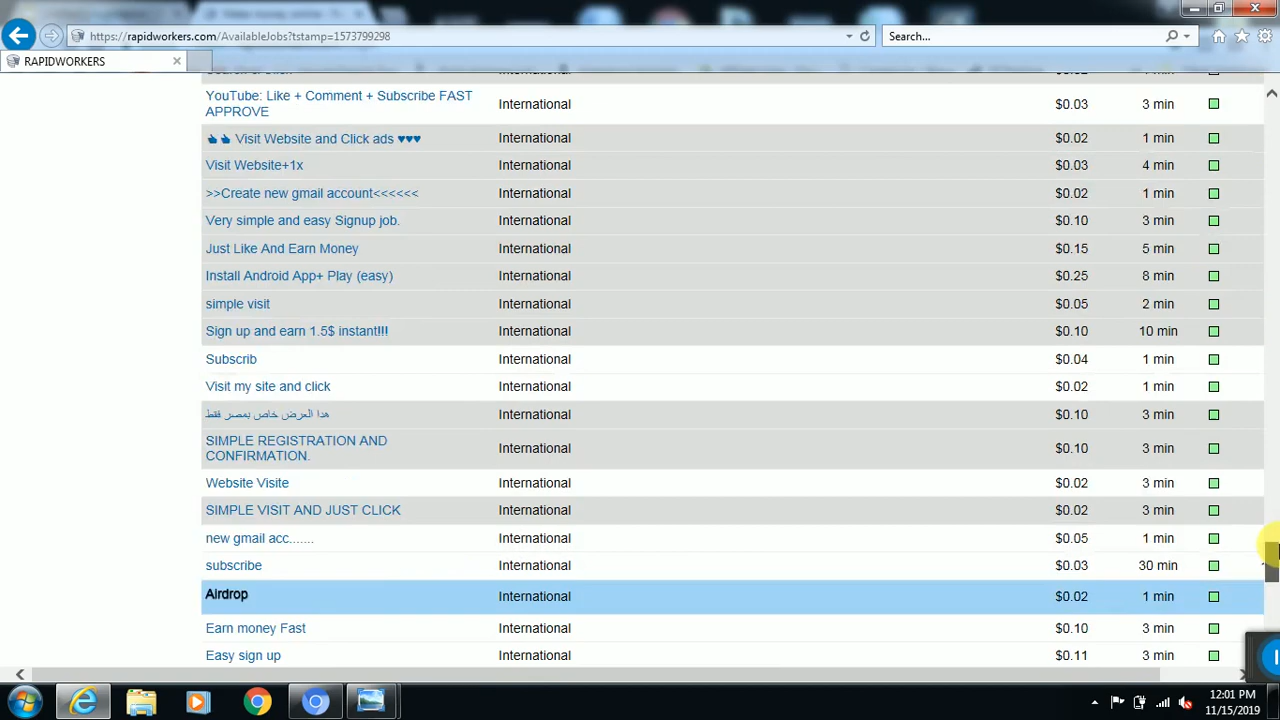 https://rapidworkers.com/AvailableJobs?tstamp=1573799298
Search...
RAPIDWORKERS
YouTube: Like + Comment + Subscribe FAST APPROVE International $0.03 3 min
Visit Website and Click ads ♥♥♥ International $0.02 1 min
Visit Website+1x International $0.03 4 min
>>Create new gmail account<<<<<< International $0.02 1 min
Very simple and easy Signup job. International $0.10 3 min
Just Like And Earn Money International $0.15 5 min
Install Android App+ Play (easy) International $0.25 8 min
simple visit International $0.05 2 min
Sign up and earn 1.5$ instant!!! International $0.10 10 min
Subscrib International $0.04 1 min
Visit my site and click International $0.02 1 min
هدا العرض خاص بمصر فقط International $0.10 3 min
SIMPLE REGISTRATION AND CONFIRMATION. International $0.10 3 min
Website Visite International $0.02 3 min
SIMPLE VISIT AND JUST CLICK International $0.02 3 min
new gmail acc....... International $0.05 1 min
subscribe International $0.03 30 min
Airdrop International $0.02 1 min
Earn money Fast International $0.10 3 min
Easy sign up International $0.11 3 min
12:01 PM
11/15/2019